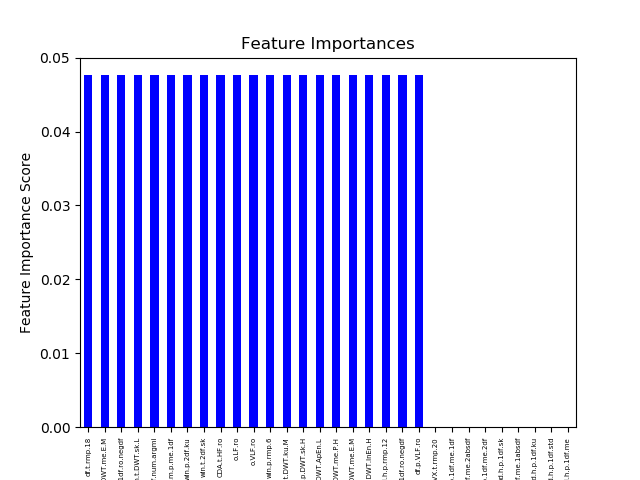 Feature Importances
Feature Importance Score
0.05
0.04
0.03
0.02
0.01
0.00
df.t.rmp.18
DWT.me.E.M
1df.ro.negdf
n.t.DWT.sk.L
.num.argmi
m.p.me.1df
win.p.2df.ku
win.t.2df.sk
CDA.t.HF.ro
o.LF.ro
o.VLF.ro
win.p.rmp.6
t.DWT.ku.M
p.DWT.sk.H
DWT.ApEn.L
DWT.me.P.H
DWT.me.E.M
DWT.InEn.H
.h.p.rmp.12
1df.ro.negdf
df.p.VLF.ro
VX.t.rmp.20
.1df.me.1df
f.me.2absdf
.1df.me.2df
d.h.p.1df.sk
f.me.1absdf
d.h.p.1df.ku
.h.p.1df.std
.h.p.1df.me